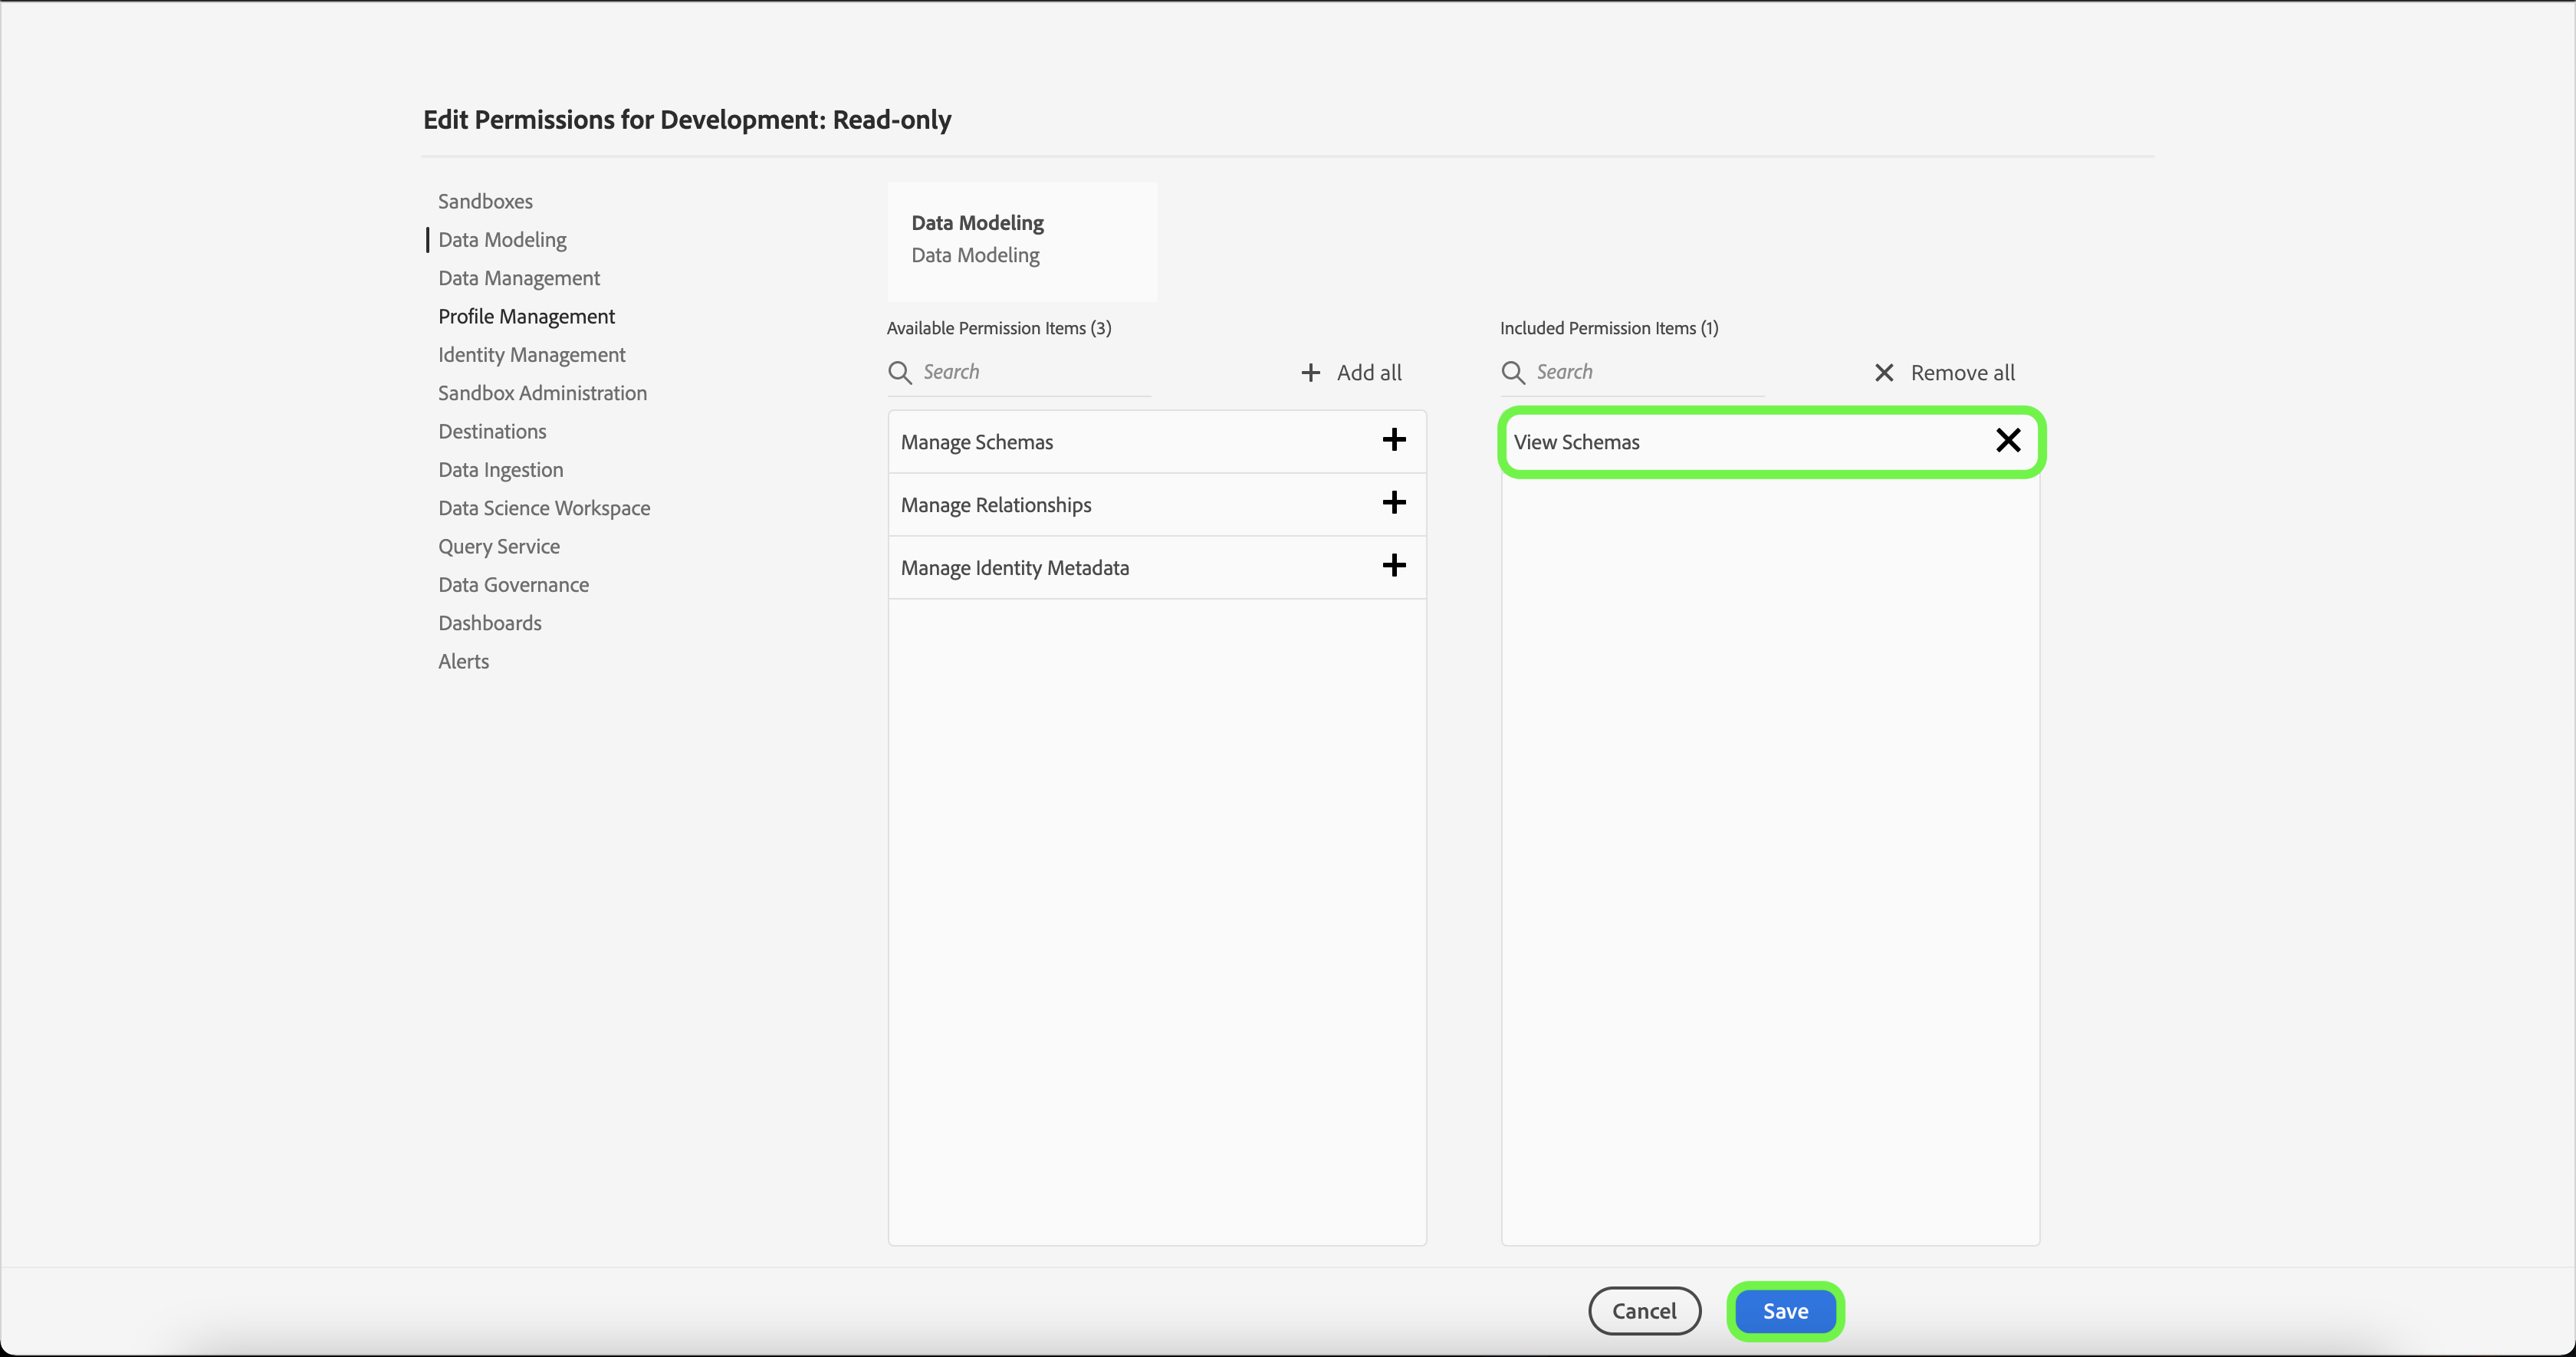 Edit Permissions for Development: Read-only
Sandboxes
Data Modeling
Data Management
Profile Management
Identity Management
Sandbox Administration
Destinations
Data Ingestion
Data Science Workspace
Query Service
Data Governance
Dashboards
Alerts
Data Modeling
Data Modeling
Available Permission Items (3)
Search
Add all
Manage Schemas
Manage Relationships
Manage Identity Metadata
Included Permission Items (1)
Search
Remove all
View Schemas
Cancel
Save